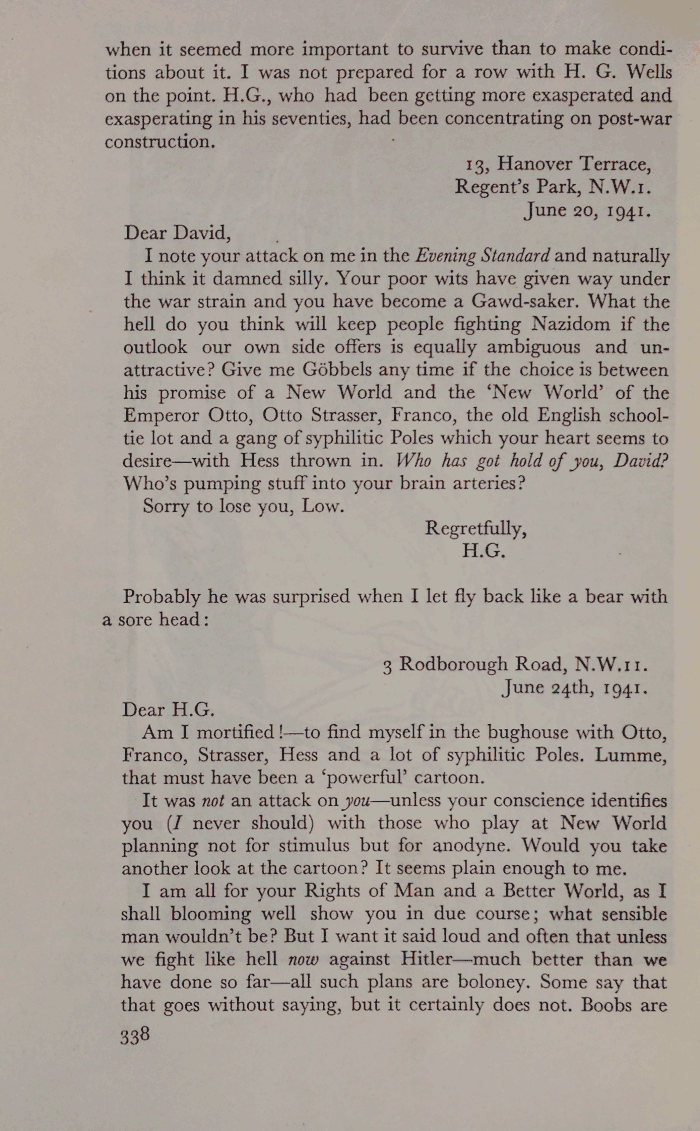 when it seemed more important to survive than to make condi-
tions about it. I was not prepared for a row with H. G. Wells
on the point. H.G., who had been getting more exasperated and
exasperating in his seventies, had been concentrating on post-war
construction.
13, Hanover Terrace,
Regent's Park, N.W.1.
June 20, 1941.
Dear David,
I note your attack on me in the Evening Standard and naturally
I think it damned silly. Your poor wits have given way under
the war strain and you have become a Gawd-saker. What the
hell do you think will keep people fighting Nazidom if the
outlook our own side offers is equally ambiguous and un-
attractive? Give me Göbbels any time if the choice is between
his promise of a New World and the ‘New World’ of the
Emperor Otto, Otto Strasser, Franco, the old English school-
tie lot and a gang of syphilitic Poles which your heart seems to
desire—with Hess thrown in. Who has got hold of you, David?
Who's pumping stuff into your brain arteries?
Sorry to lose you, Low.
Regretfully,
H.G.
Probably he was surprised when I let fly back like a bear with
a sore head:
3 Rodborough Road, N.W.11.
June 24th, 1941.
Dear H.G.
Am I mortified!—to find myself in the bughouse with Otto,
Franco, Strasser, Hess and a lot of syphilitic Poles. Lumme,
that must have been a ‘powerful’ cartoon.
It was not an attack on you—unless your conscience identifies
you (I never should) with those who play at New World
planning not for stimulus but for anodyne. Would you take
another look at the cartoon? It seems plain enough to me.
I am all for your Rights of Man and a Better World, as I
shall blooming well show you in due course; what sensible
man wouldn't be? But I want it said loud and often that unless
we fight like hell now against Hitler—much better than we
have done so far—all such plans are boloney. Some say that
that goes without saying, but it certainly does not. Boobs are
338